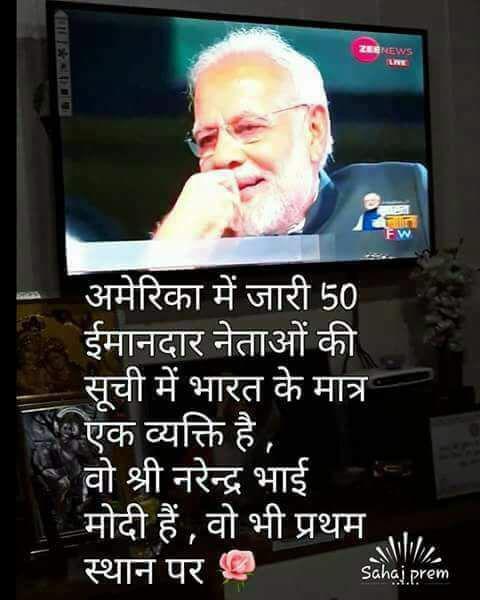 ZEE NEWS
LIVE
अमेरिका में जारी 50
ईमानदार नेताओं की
सूची में भारत के मात्र
एक व्यक्ति है ,
वो श्री नरेन्द्र भाई
मोदी हैं , वो भी प्रथम
स्थान पर 🌹
Sahaj prem